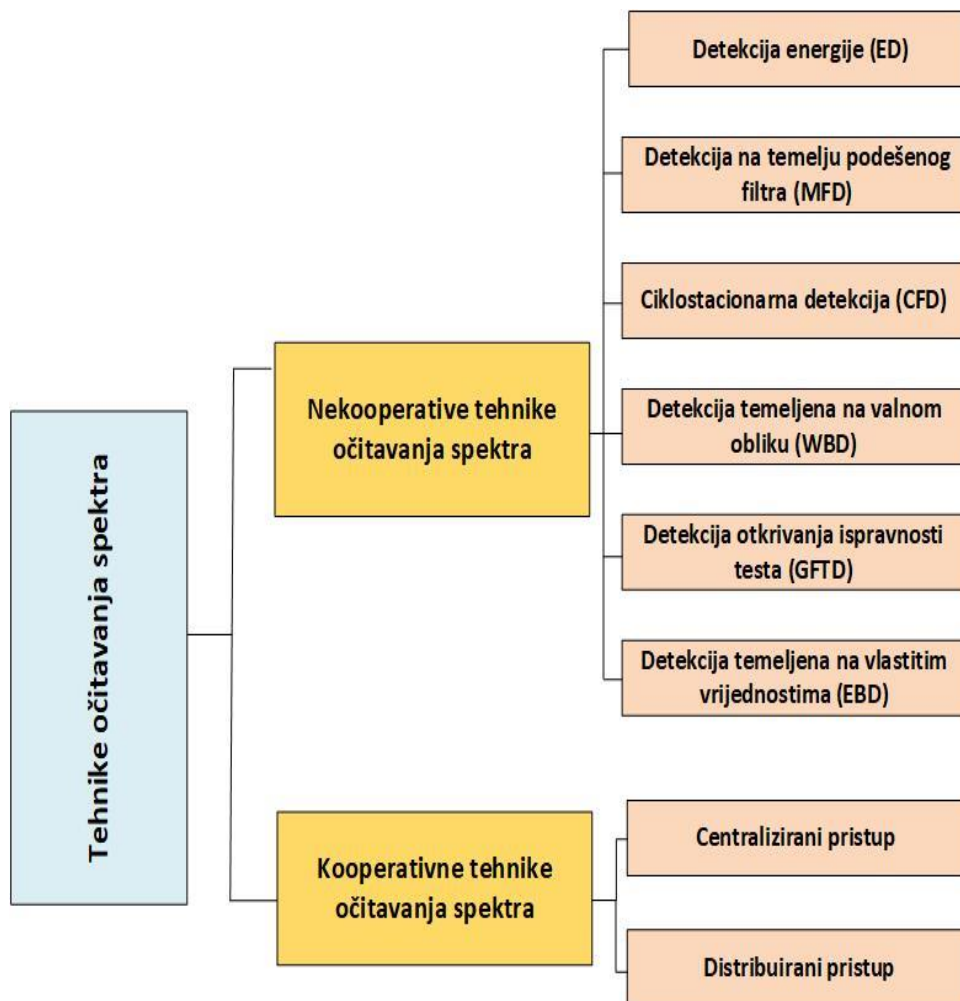 Tehnike očitavanja spektra
Nekooperative tehnike
očitavanja spektra
Detekcija energije (ED)
Detekcija na temelju podešenog
filtra (MFD)
Ciklostacionarna detekcija (CFD)
Detekcija temeljena na valnom
obliku (WBD)
Detekcija otkrivanja ispravnosti
testa (GFTD)
Detekcija temeljena na vlastitim
vrijednostima (EBD)
Kooperativne tehnike
očitavanja spektra
Centralizirani pristup
Distribuirani pristup